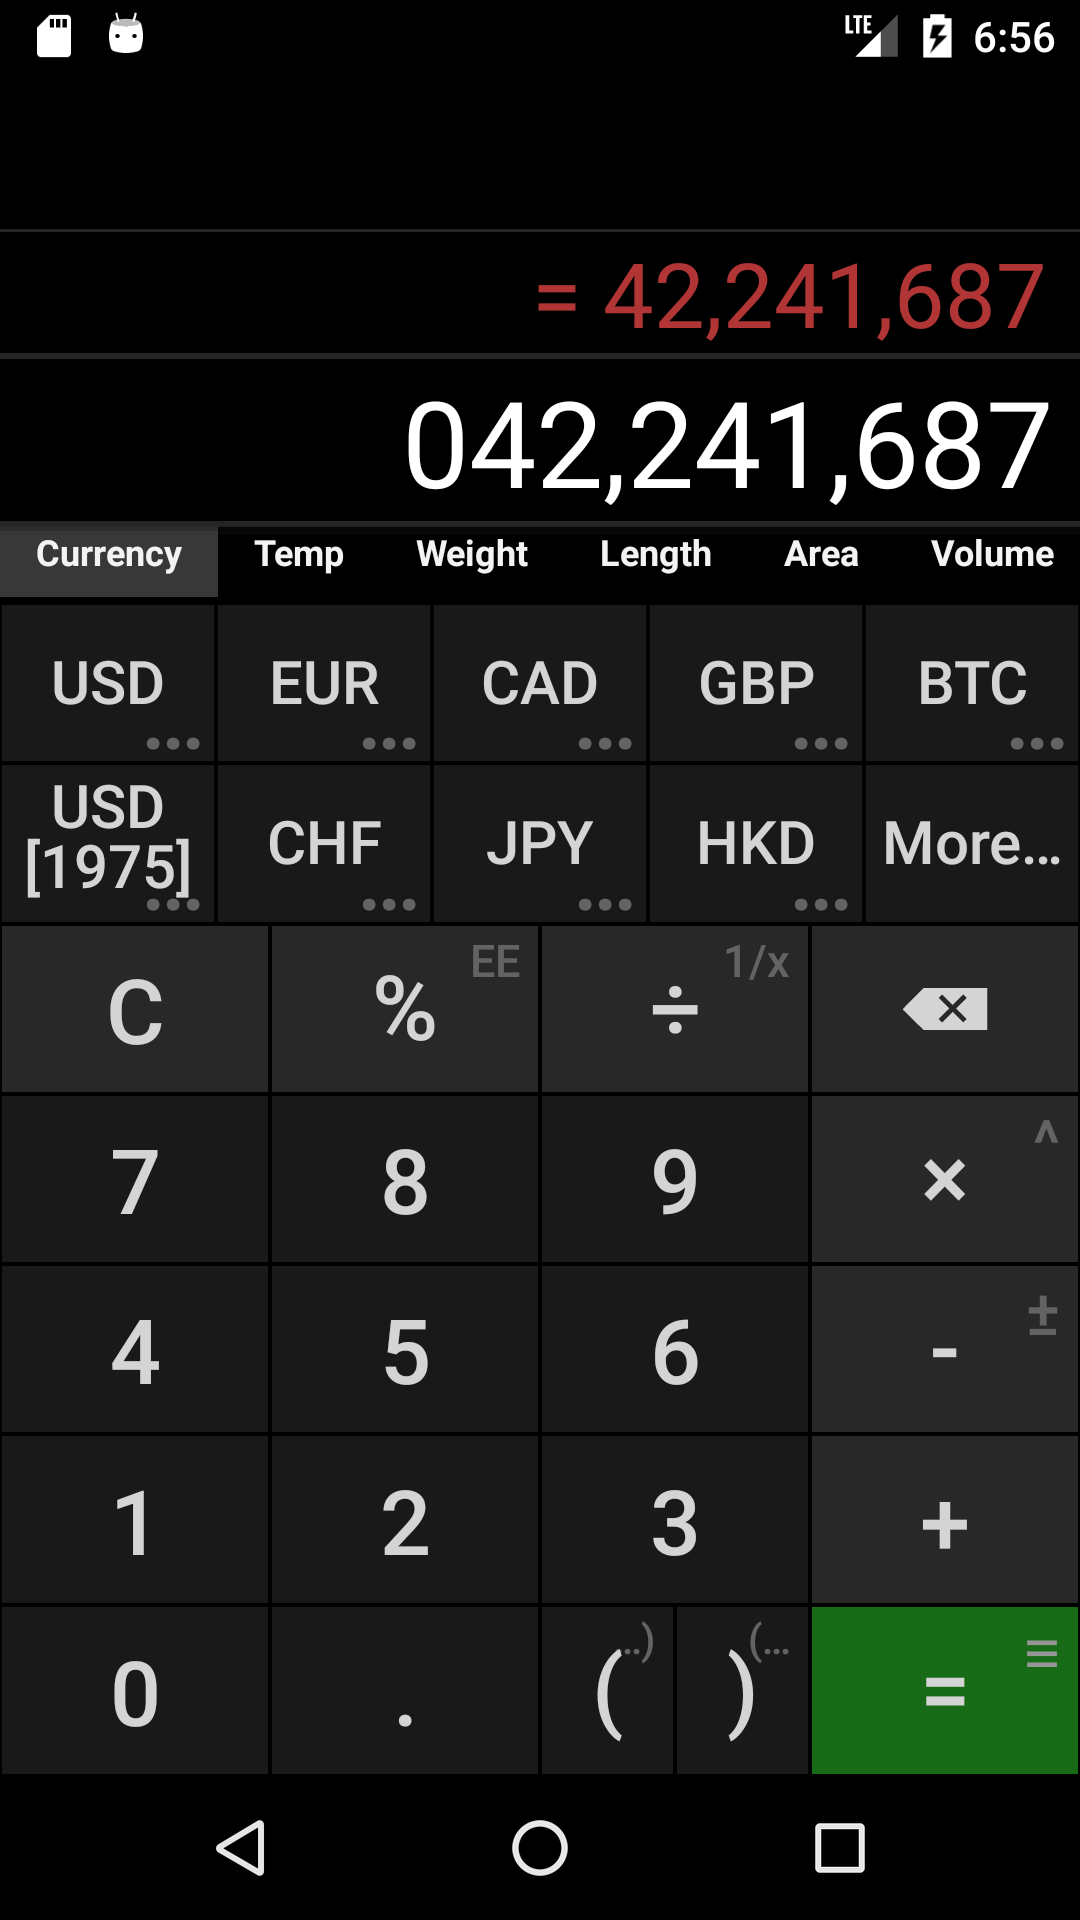 LTE 6:56
= 42,241,687
042,241,687
Currency Temp Weight Length Area Volume
USD EUR CAD GBP BTC
USD [1975] CHF JPY HKD More...
C % EE ÷ 1/x
7 8 9 × ^
4 5 6 - ±
1 2 3 +
0 . ( ..) ) (... = ≡